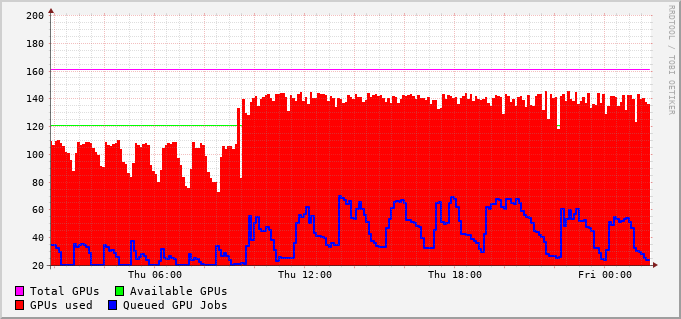 200
180
160
140
120
100
80
60
40
20
Thu 06:00 Thu 12:00 Thu 18:00 Fri 00:00
Total GPUs Available GPUs
GPUs used Queued GPU Jobs
RRDTOOL / TOBI OETIKER